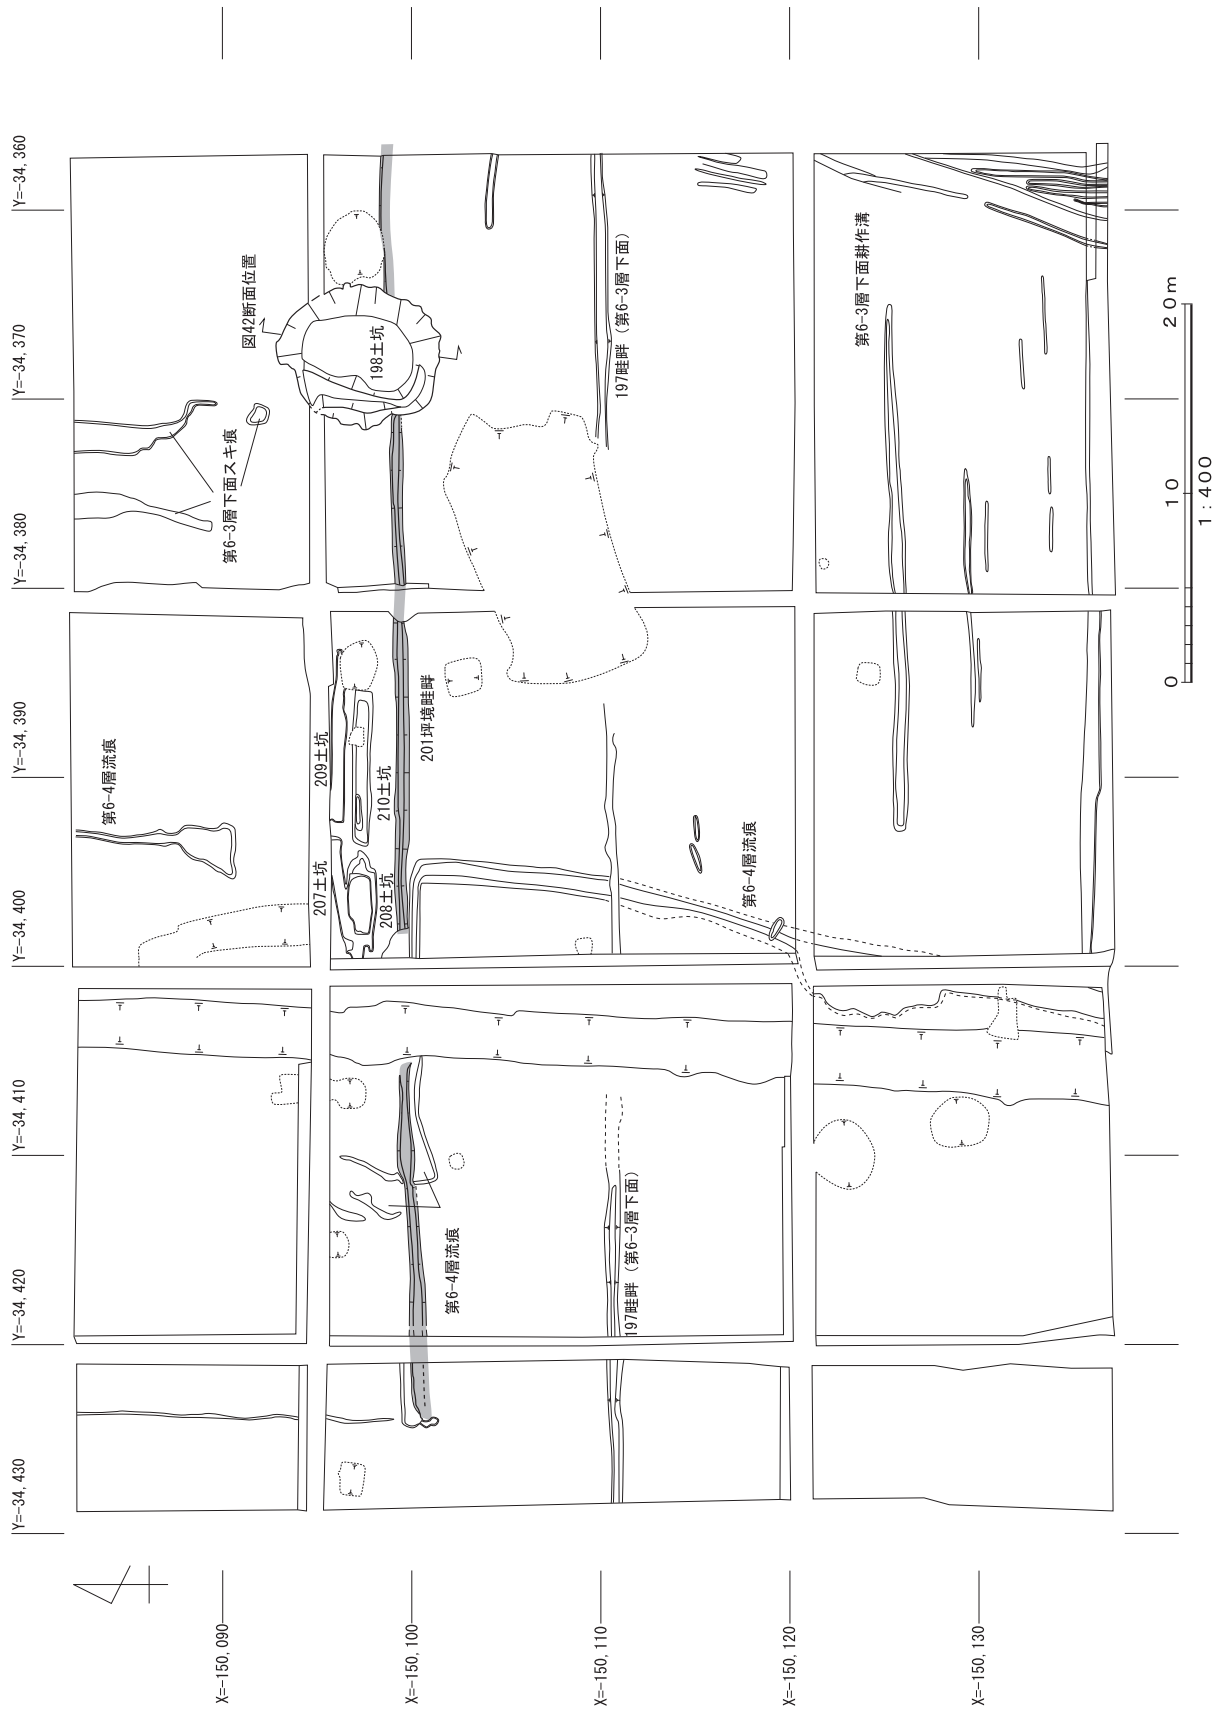 Y=-34, 360
Y=-34, 370
Y=-34, 380
Y=-34, 390
Y=-34, 400
Y=-34, 410
Y=-34, 420
Y=-34, 430
X=-150, 090
X=-150, 100
X=-150, 110
X=-150, 120
X=-150, 130
図42断面位置
198土坑
第6-3層下面スキ痕
197畦畔（第6-3層下面）
第6-3層下面耕作溝
第6-4層流痕
209土坑
210土坑
207土坑
208土坑
201坪境畦畔
第6-4層流痕
第6-4層流痕
197畦畔（第6-3層下面）
0
10
20m
1:400